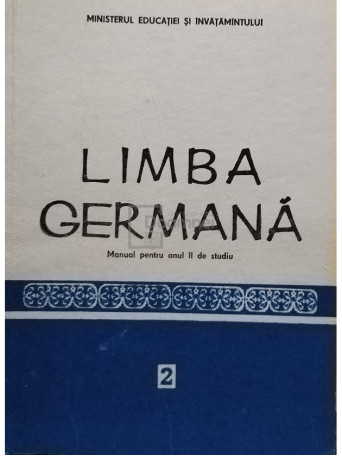 MINISTERUL EDUCAȚIEI ȘI ÎNVĂȚĂMÎNTULUI
LIMBA
GERMANĂ
Manual pentru anul II de studiu
2